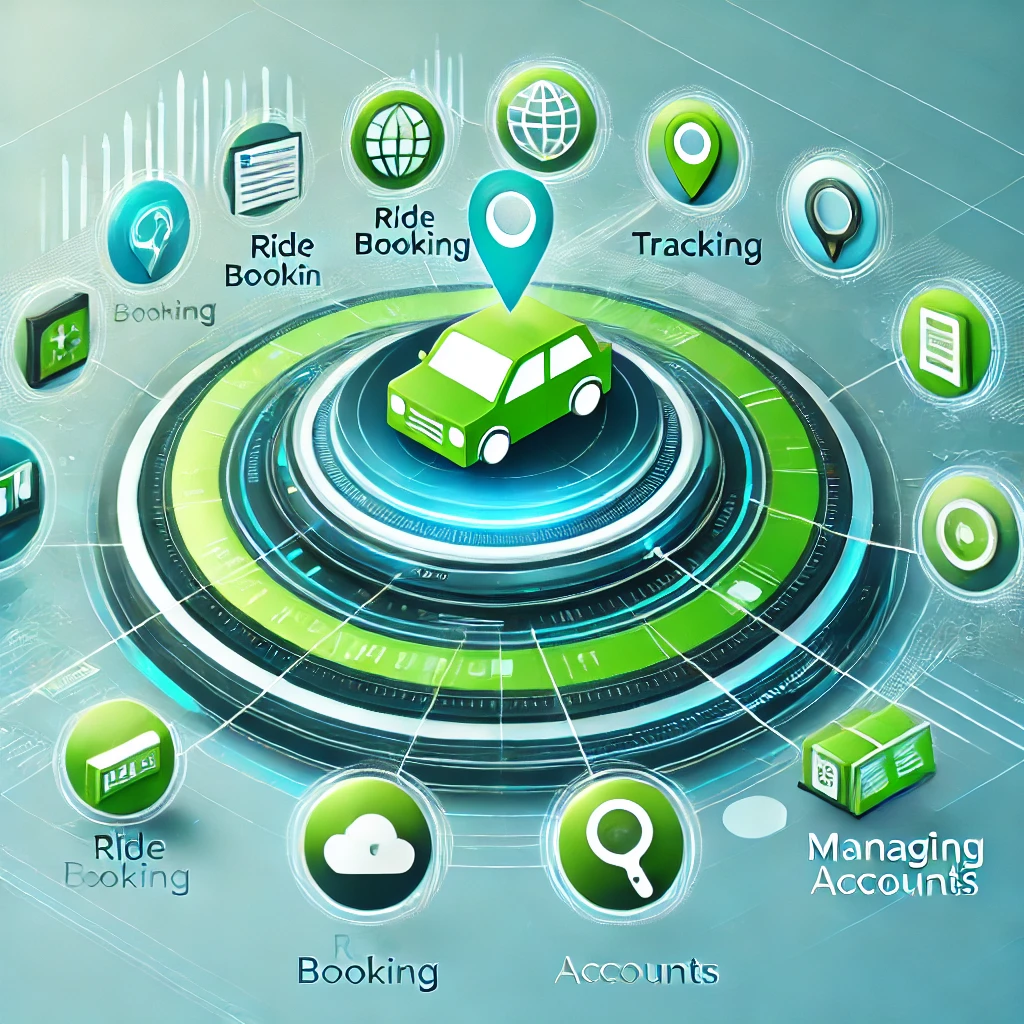 Ride
Booking
Ride
Bookin
Tracking
Booking
Ride
Booking
Managing
Accounts
R
Booking
Accounts